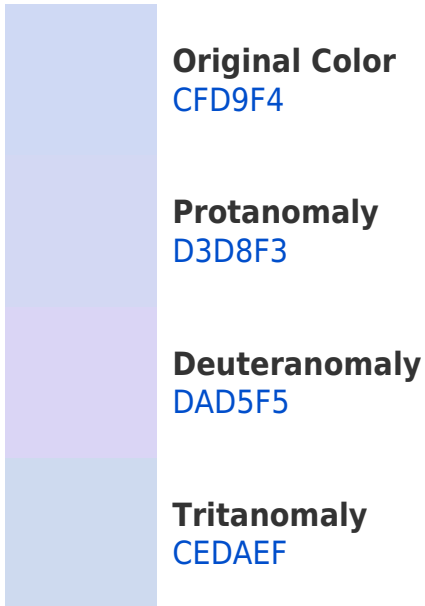 Original Color
CFD9F4
Protanomaly
D3D8F3
Deuteranomaly
DAD5F5
Tritanomaly
CEDAEF